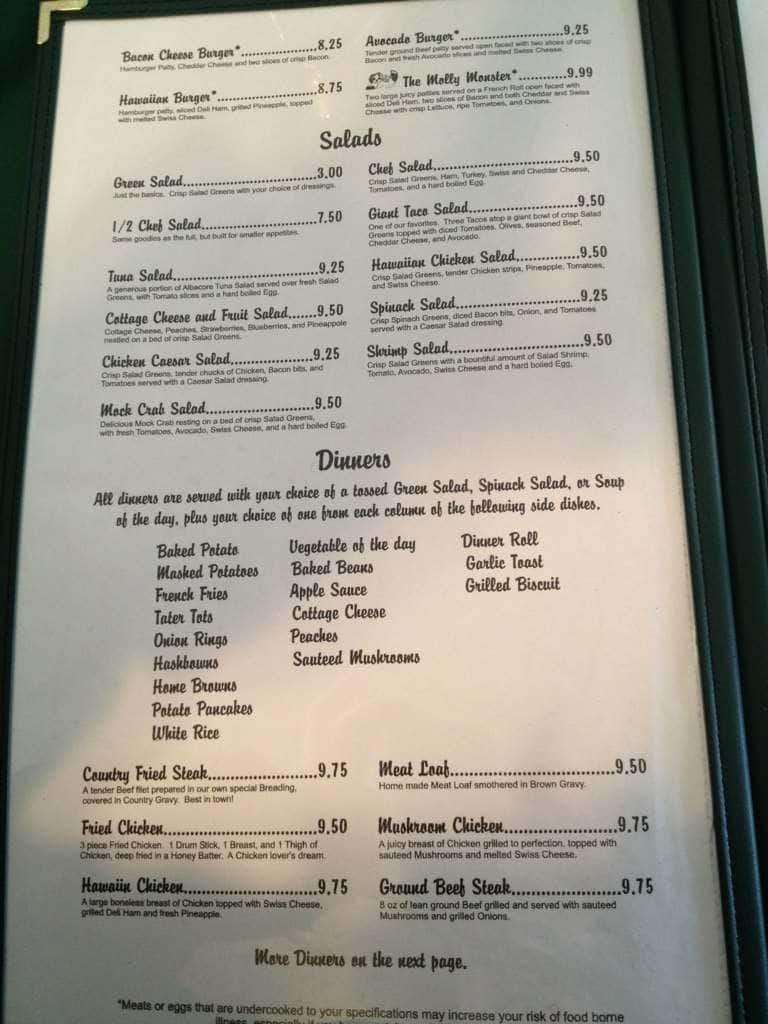 Bacon Cheese Burger*....................8.25
Hamburger Patty, Chedder Cheese and two slices of crisp Bacon.
Hawaiian Burger*..........................8.75
Hamburger patty, sliced Deli Ham, grilled Pineapple, topped
with melted Swiss Cheese.
Avocado Burger*............................9.25
Tender ground Beef patty served open faced with two slices of crisp
Bacon and fresh Avocado slices and melted Swiss Cheese.
The Molly Monster*............9.99
Two large juicy patties served on a French Roll open faced with
sliced Deli Ham, two slices of Bacon and both Cheddar and Swiss
Cheese with crisp Lettuce, ripe Tomatoes, and Onions.
Salads
Green Salad...................................3.00
Just the basics. Crisp Salad Greens with your choice of dressings.
1/2 Chef Salad..............................7.50
Same goodies as the full, but built for smaller appetites.
Tuna Salad......................................9.25
A generous portion of Albacore Tuna Salad served over fresh Salad
Greens, with Tomato slices and a hard boiled Egg.
Cottage Cheese and Fruit Salad.......9.50
Cottage Cheese, Peaches, Strawberries, Blueberries, and Pineapple
nestled on a bed of crisp Salad Greens.
Chicken Caesar Salad......................9.25
Crisp Salad Greens, tender chucks of Chicken, Bacon bits, and
Tomatoes served with a Caesar Salad dressing.
Mock Crab Salad............................9.50
Delicious Mock Crab resting on a bed of crisp Salad Greens,
with fresh Tomatoes, Avocado, Swiss Cheese, and a hard boiled Egg.
Chef Salad......................................9.50
Crisp Salad Greens, Ham, Turkey, Swiss and Cheddar Cheese,
Tomatoes, and a hard boiled Egg.
Giant Taco Salad.............................9.50
One of our favorites. Three Tacos atop a giant bowl of crisp Salad
Greens topped with diced Tomatoes, Olives, seasoned Beef,
Cheddar Cheese, and Avocado.
Hawaiian Chicken Salad.................9.50
Crisp Salad Greens, tender Chicken strips, Pineapple, Tomatoes,
and Swiss Cheese.
Spinach Salad..................................9.25
Crisp Spinach Greens, diced Bacon bits, Onion, and Tomatoes
served with a Caesar Salad dressing.
Shrimp Salad...................................9.50
Crisp Salad Greens with a bountiful amount of Salad Shrimp,
Tomato, Avocado, Swiss Cheese and a hard boiled Egg,
Dinners
All dinners are served with your choice of a tossed Green Salad, Spinach Salad, or Soup
of the day, plus your choice of one from each column of the following side dishes.
Baked Potato
Mashed Potatoes
French Fries
Tater Tots
Onion Rings
Hashbowns
Home Browns
Potato Pancakes
White Rice
Vegetable of the day
Baked Beans
Apple Sauce
Cottage Cheese
Peaches
Sauteed Mushrooms
Dinner Roll
Garlic Toast
Grilled Biscuit
Country Fried Steak.......................9.75
A tender Beef filet prepared in our own special Breading,
covered in Country Gravy. Best in town!
Fried Chicken.................................9.50
3 piece Fried Chicken. 1 Drum Stick, 1 Breast, and 1 Thigh of
Chicken, deep fried in a Honey Batter. A Chicken lover's dream.
Hawaiin Chicken............................9.75
A large boneless breast of Chicken topped with Swiss Cheese,
grilled Deli Ham and fresh Pineapple.
Meat Loaf.......................................9.50
Home made Meat Loaf smothered in Brown Gravy.
Mushroom Chicken........................9.75
A juicy breast of Chicken grilled to perfection, topped with
sauteed Mushrooms and melted Swiss Cheese.
Ground Beef Steak.........................9.75
8 oz of lean ground Beef grilled and served with sauteed
Mushrooms and grilled Onions.
More Dinners on the next page.
*Meats or eggs that are undercooked to your specifications may increase your risk of food borne
illness, especially if you have